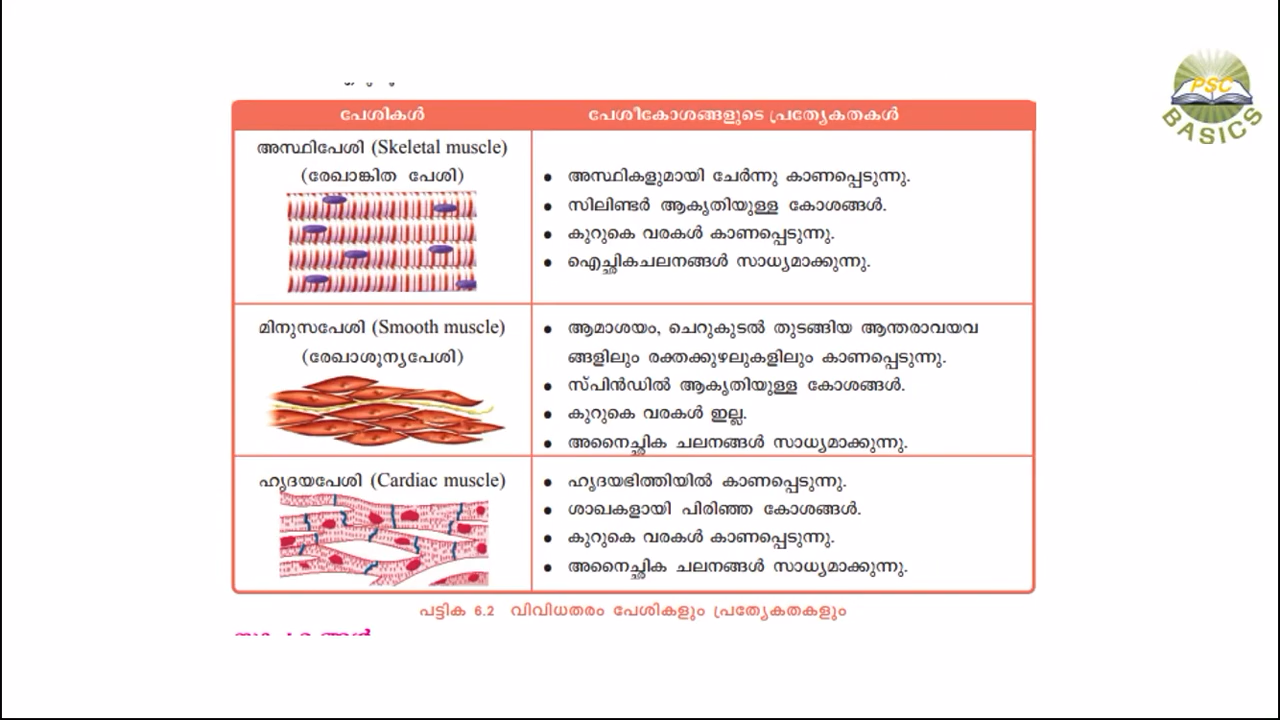 PSC
BASICS
പേശികൾ
പേശീകോശങ്ങളുടെ പ്രത്യേകതകൾ
അസ്ഥിപേശി (Skeletal muscle)
(രേഖാങ്കിത പേശി)
• അസ്ഥികളുമായി ചേർന്നു കാണപ്പെടുന്നു.
• സിലിണ്ടർ ആകൃതിയുള്ള കോശങ്ങൾ.
• കുറുകെ വരകൾ കാണപ്പെടുന്നു.
• ഐച്ഛികചലനങ്ങൾ സാധ്യമാക്കുന്നു.
മിനുസപേശി (Smooth muscle)
(രേഖാശൂന്യപേശി)
• ആമാശയം, ചെറുകുടൽ തുടങ്ങിയ ആന്തരാവയവ
ങ്ങളിലും രക്തക്കുഴലുകളിലും കാണപ്പെടുന്നു.
• സ്പിൻഡിൽ ആകൃതിയുള്ള കോശങ്ങൾ.
• കുറുകെ വരകൾ ഇല്ല.
• അനൈച്ഛിക ചലനങ്ങൾ സാധ്യമാക്കുന്നു.
ഹൃദയപേശി (Cardiac muscle)
• ഹൃദയഭിത്തിയിൽ കാണപ്പെടുന്നു.
• ശാഖകളായി പിരിഞ്ഞ കോശങ്ങൾ.
• കുറുകെ വരകൾ കാണപ്പെടുന്നു.
• അനൈച്ഛിക ചലനങ്ങൾ സാധ്യമാക്കുന്നു.
പട്ടിക 6.2 വിവിധതരം പേശികളും പ്രത്യേകതകളും